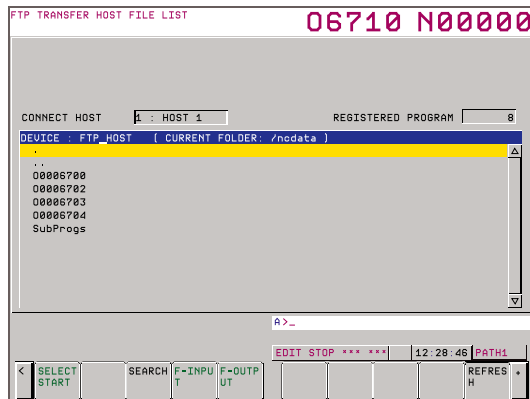 FTP TRANSFER HOST FILE LIST O6710 N00000
CONNECT HOST 1 : HOST 1 REGISTERED PROGRAM 8
DEVICE : FTP_HOST [ CURRENT FOLDER: /ncdata ]
.
..
O0006700
O0006702
O0006703
O0006704
SubProgs
A>_
EDIT STOP *** *** 12:28:46 PATH1
< SELECT SEARCH F-INPU F-OUTP REFRES +
START T UT H